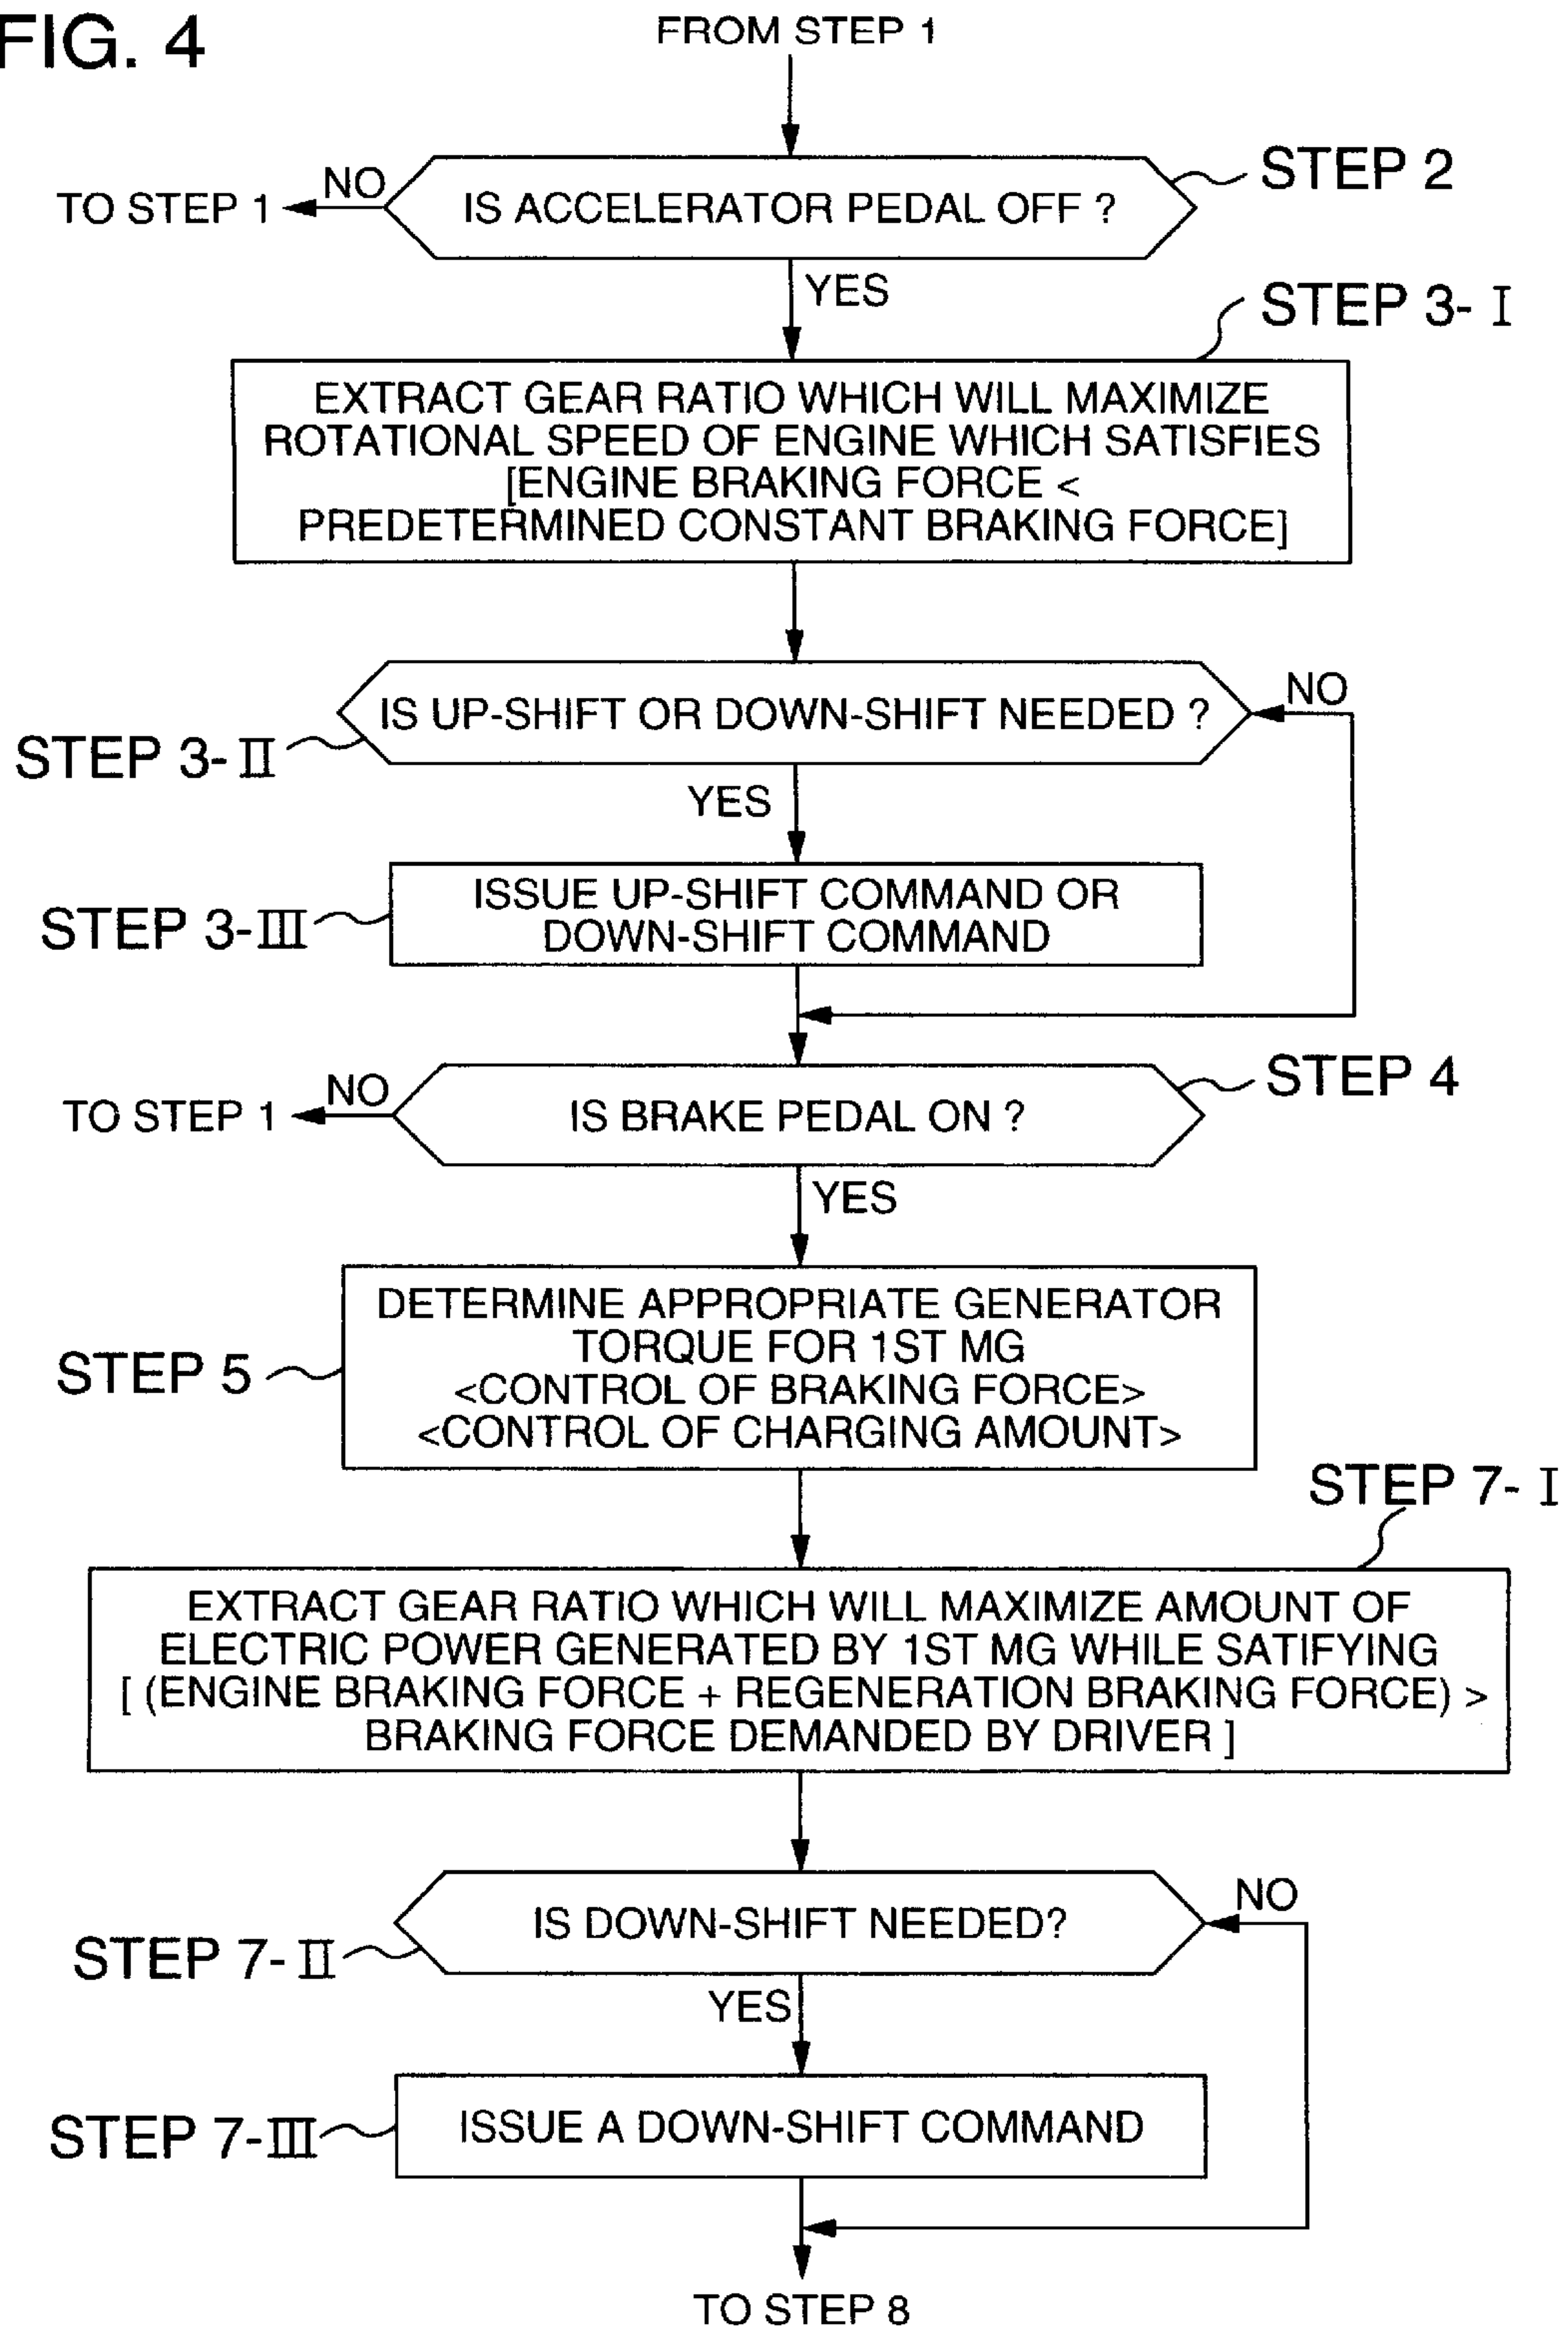 FIG. 4
FROM STEP 1
STEP 2
NO
TO STEP 1
IS ACCELERATOR PEDAL OFF ?
YES
STEP 3- I
EXTRACT GEAR RATIO WHICH WILL MAXIMIZE
ROTATIONAL SPEED OF ENGINE WHICH SATISFIES
[ENGINE BRAKING FORCE <
PREDETERMINED CONSTANT BRAKING FORCE]
NO
IS UP-SHIFT OR DOWN-SHIFT NEEDED ?
STEP 3- II
YES
ISSUE UP-SHIFT COMMAND OR
DOWN-SHIFT COMMAND
STEP 3-III
STEP 4
NO
TO STEP 1
IS BRAKE PEDAL ON ?
YES
DETERMINE APPROPRIATE GENERATOR
TORQUE FOR 1ST MG
<CONTROL OF BRAKING FORCE>
<CONTROL OF CHARGING AMOUNT>
STEP 5
STEP 7- I
EXTRACT GEAR RATIO WHICH WILL MAXIMIZE AMOUNT OF
ELECTRIC POWER GENERATED BY 1ST MG WHILE SATIFYING
[ (ENGINE BRAKING FORCE + REGENERATION BRAKING FORCE) >
BRAKING FORCE DEMANDED BY DRIVER ]
NO
IS DOWN-SHIFT NEEDED?
STEP 7- II
YES
ISSUE A DOWN-SHIFT COMMAND
STEP 7-III
TO STEP 8